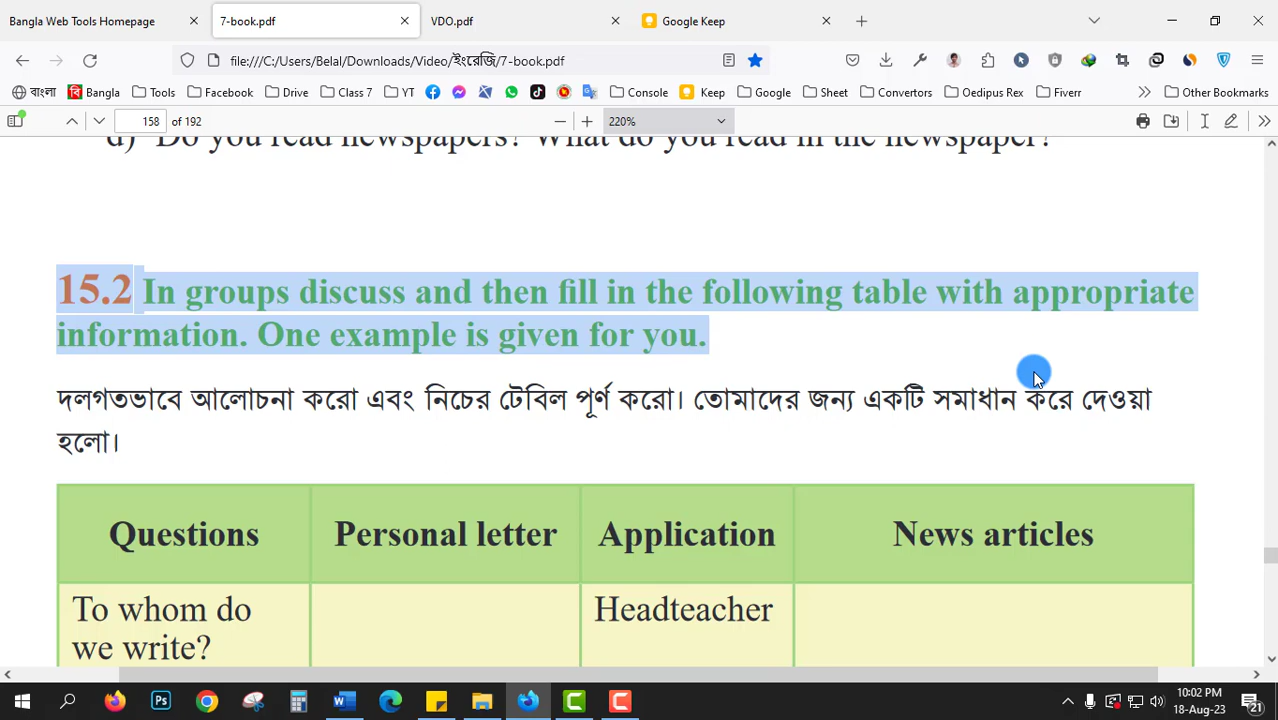 Bangla Web Tools Homepage
7-book.pdf
VDO.pdf
Google Keep
file:///C:/Users/Belal/Downloads/Video/ইংরেজি/7-book.pdf
বাংলা
Bangla
Tools
Facebook
Drive
Class 7
YT
Console
Keep
Google
Sheet
Convertors
Oedipus Rex
Fiverr
Other Bookmarks
158 of 192
220%
d) Do you read newspapers? What do you read in the newspaper?
15.2 In groups discuss and then fill in the following table with appropriate
information. One example is given for you.
দলগতভাবে আলোচনা করো এবং নিচের টেবিল পূর্ণ করো। তোমাদের জন্য একটি সমাধান করে দেওয়া
হলো।
Questions Personal letter Application News articles
To whom do Headteacher
we write?
10:02 PM
18-Aug-23
21